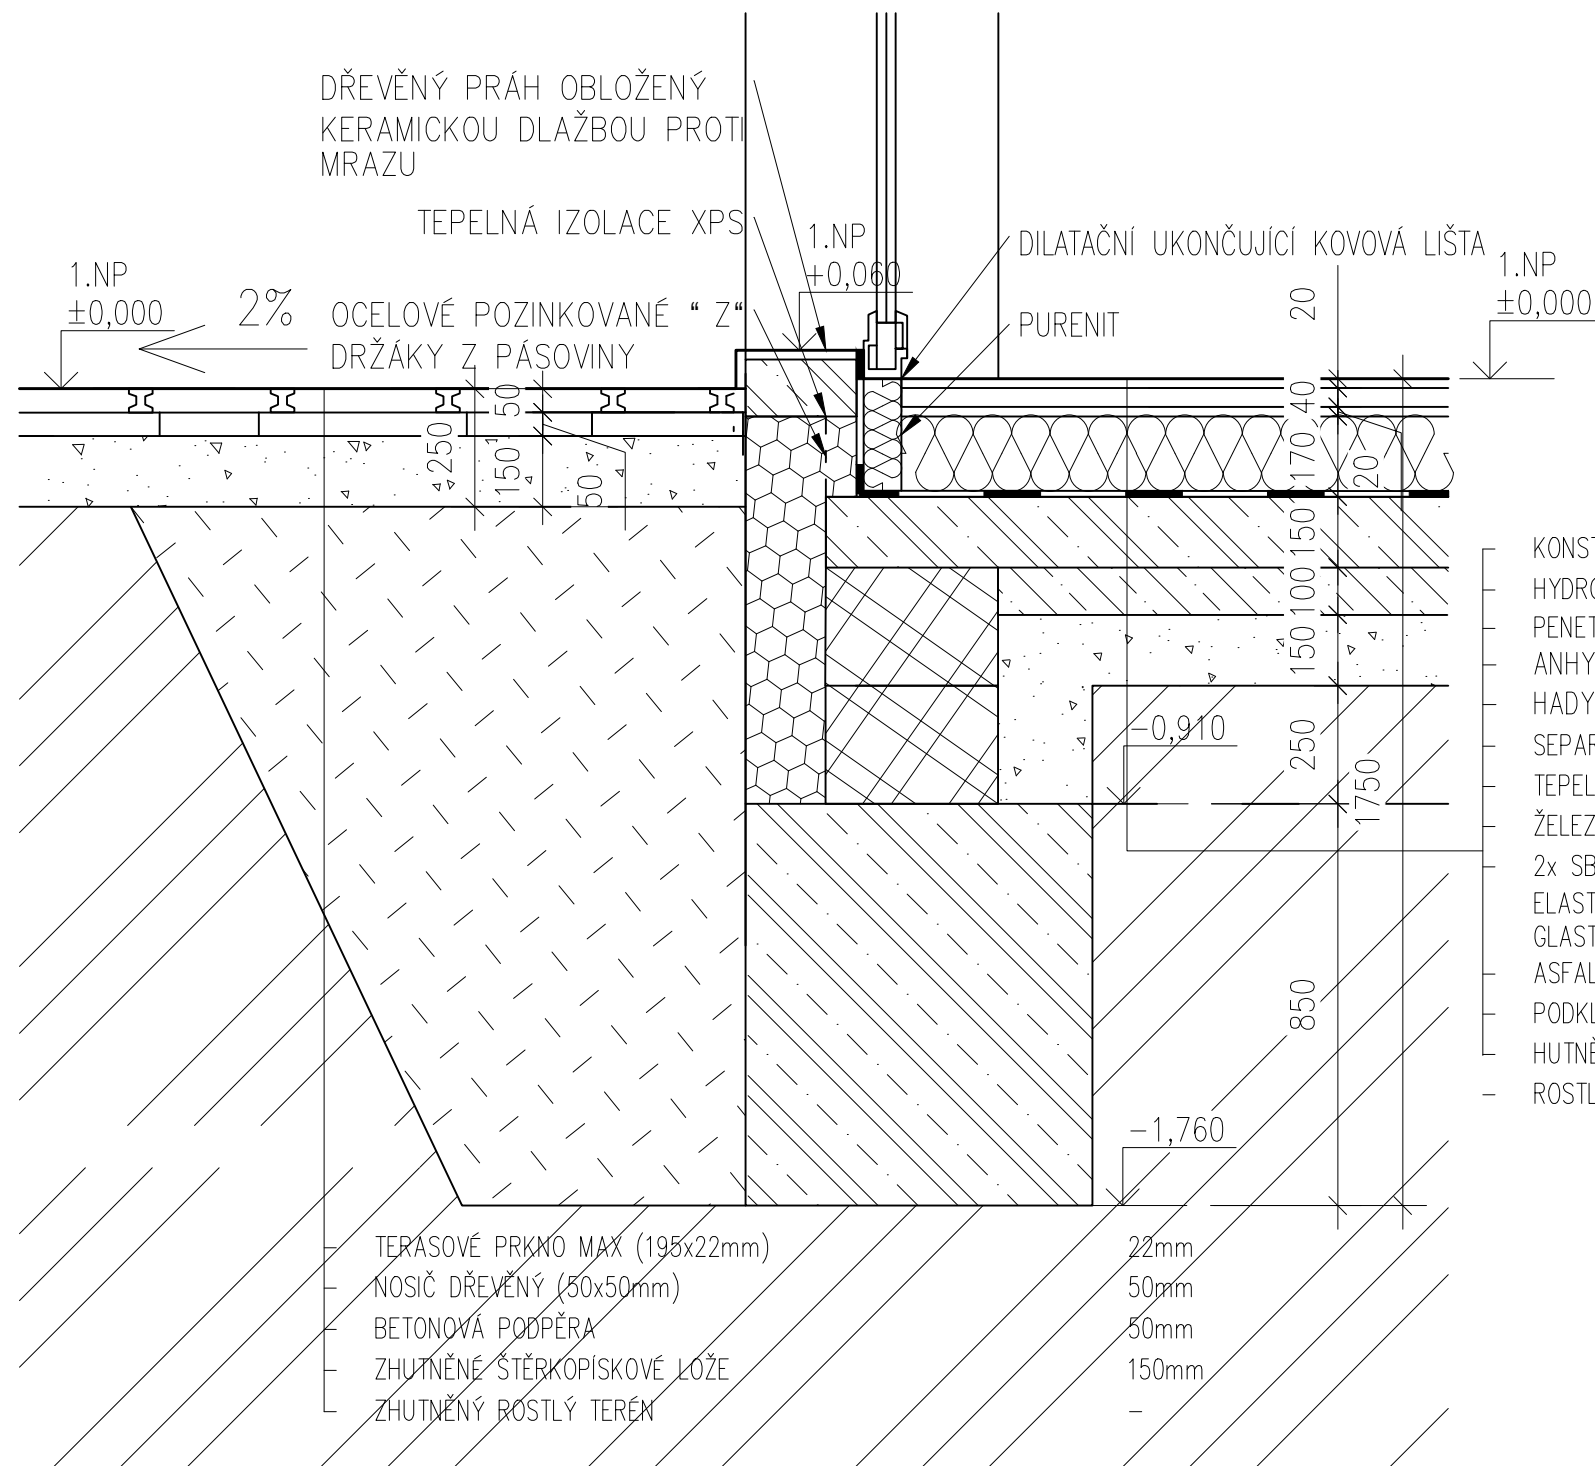 DŘEVĚNÝ PRÁH OBLOŽENÝ
KERAMICKOU DLAŽBOU PROTI
MRAZU
TEPELNÁ IZOLACE XPS
1.NP
+0,060
DILATAČNÍ UKONČUJÍCÍ KOVOVÁ LIŠTA
1.NP
±0,000
1.NP
±0,000
2%
OCELOVÉ POZINKOVANÉ " Z"
DRŽÁKY Z PÁSOVINY
PURENIT
20
40
170
20
150
100
150
250
1750
850
250
150
50
50
-0,910
-1,760
KONST
HYDRO
PENET
ANHY
HADY
SEPAR
TEPEL
ŽELEZ
2x SB
ELAST
GLAST
ASFAL
PODKL
HUTNĚ
ROSTL
TERASOVÉ PRKNO MAX (195x22mm) 22mm
NOSIČ DŘEVĚNÝ (50x50mm) 50mm
BETONOVÁ PODPĚRA 50mm
ZHUTNĚNÉ ŠTĚRKOPÍSKOVÉ LOŽE 150mm
ZHUTNĚNÝ ROSTLÝ TERÉN -